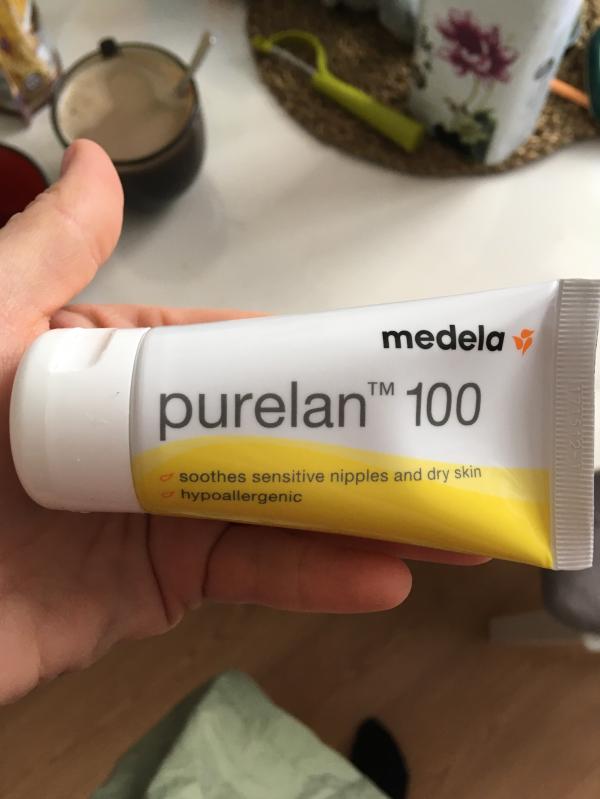 medela
purelan™ 100
soothes sensitive nipples and dry skin
hypoallergenic